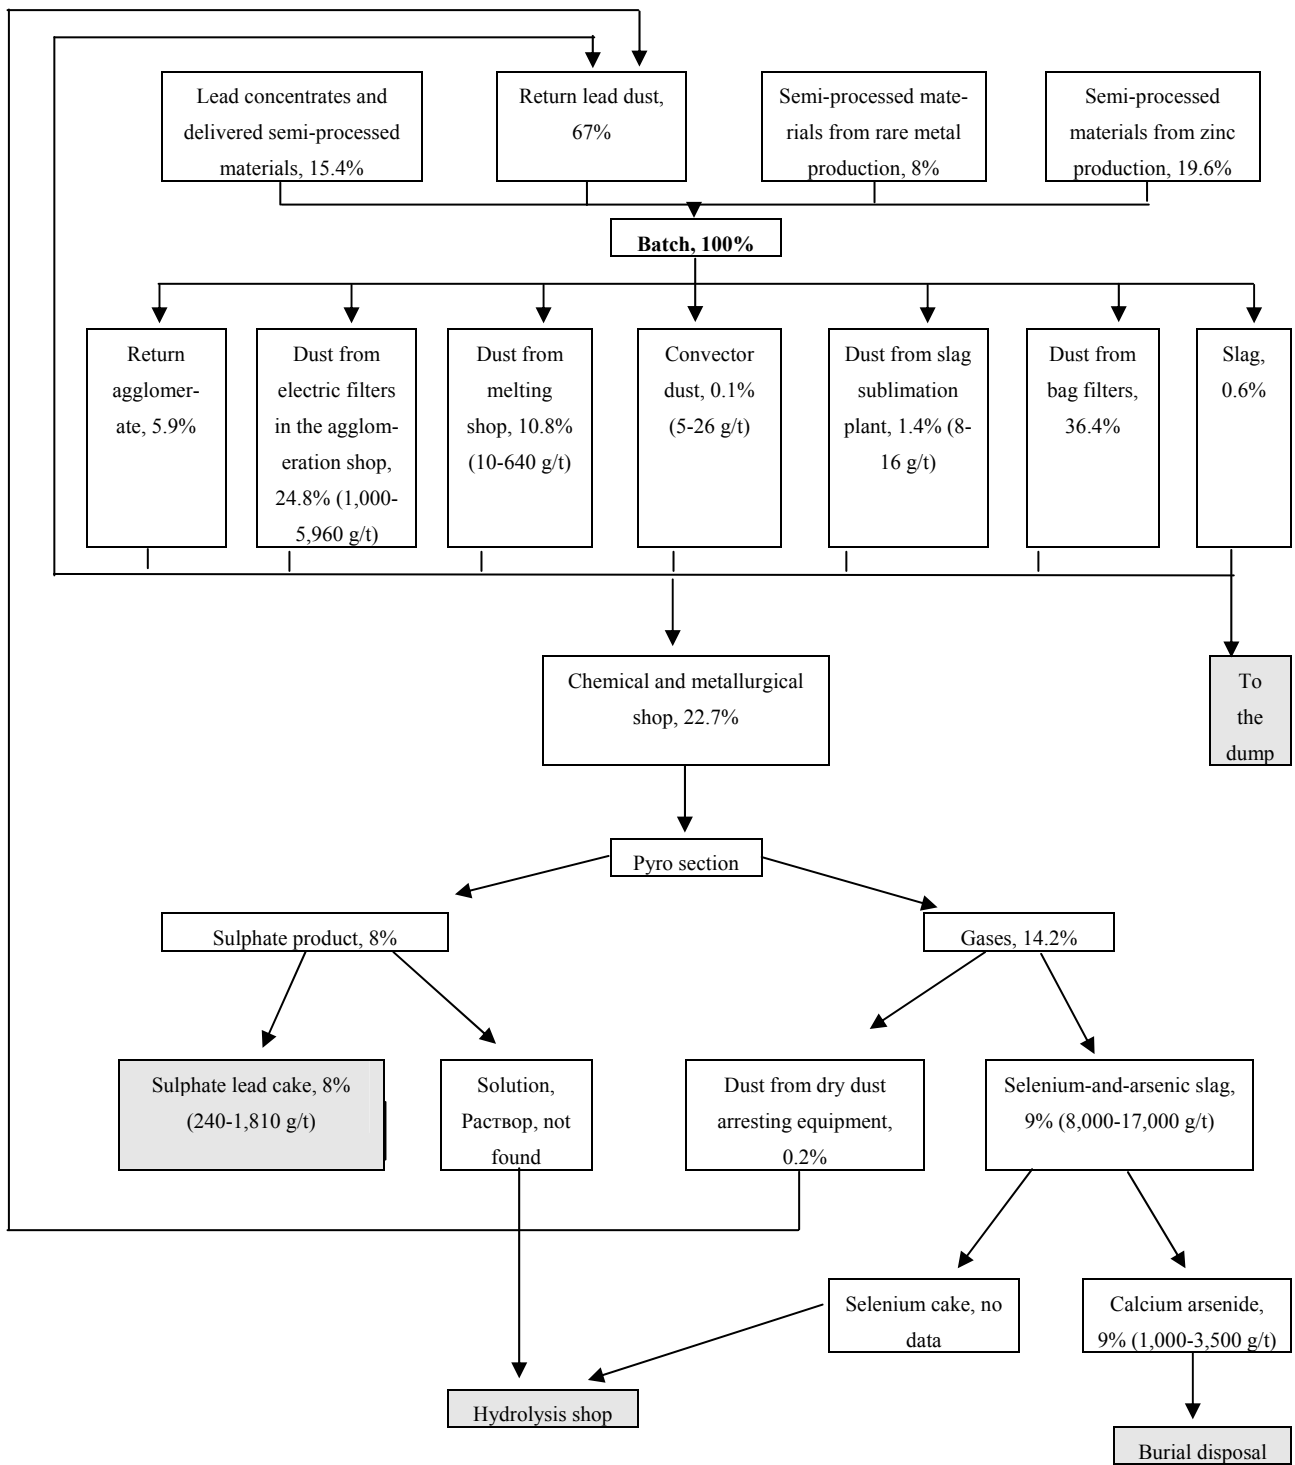 Lead concentrates and
delivered semi-processed
materials, 15.4%
Return lead dust,
67%
Semi-processed mate-
rials from rare metal
production, 8%
Semi-processed
materials from zinc
production, 19.6%
Batch, 100%
Return
agglomer-
ate, 5.9%
Dust from
electric filters
in the agglom-
eration shop,
24.8% (1,000-
5,960 g/t)
Dust from
melting
shop, 10.8%
(10-640 g/t)
Convector
dust, 0.1%
(5-26 g/t)
Dust from slag
sublimation
plant, 1.4% (8-
16 g/t)
Dust from
bag filters,
36.4%
Slag,
0.6%
Chemical and metallurgical
shop, 22.7%
To
the
dump
Pyro section
Sulphate product, 8%
Gases, 14.2%
Sulphate lead cake, 8%
(240-1,810 g/t)
Solution,
Раствор, not
found
Dust from dry dust
arresting equipment,
0.2%
Selenium-and-arsenic slag,
9% (8,000-17,000 g/t)
Selenium cake, no
data
Calcium arsenide,
9% (1,000-3,500 g/t)
Hydrolysis shop
Burial disposal